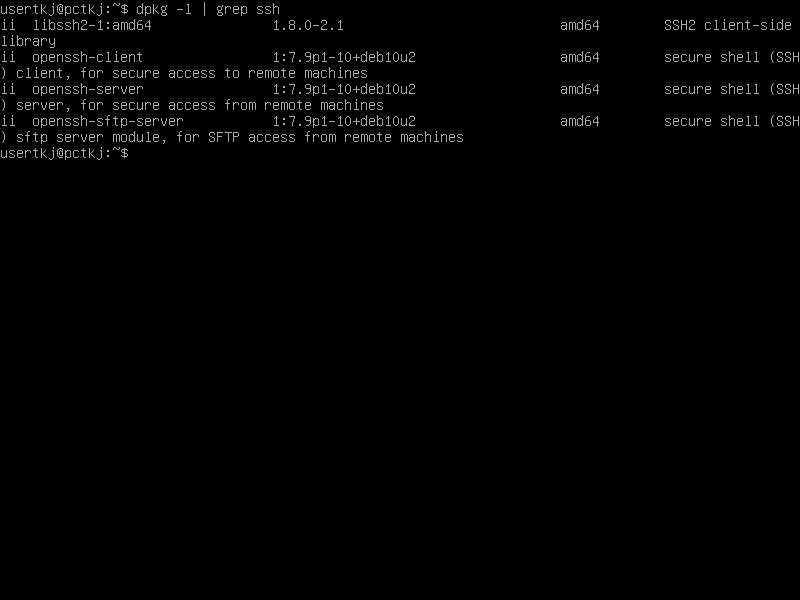 usertkj@pctkj:~$ dpkg -l | grep ssh
ii  libssh2-1:amd64               1.8.0-2.1                           amd64        SSH2 client-side
library
ii  openssh-client                1:7.9p1-10+deb10u2                  amd64        secure shell (SSH
) client, for secure access to remote machines
ii  openssh-server                1:7.9p1-10+deb10u2                  amd64        secure shell (SSH
) server, for secure access from remote machines
ii  openssh-sftp-server           1:7.9p1-10+deb10u2                  amd64        secure shell (SSH
) sftp server module, for SFTP access from remote machines
usertkj@pctkj:~$